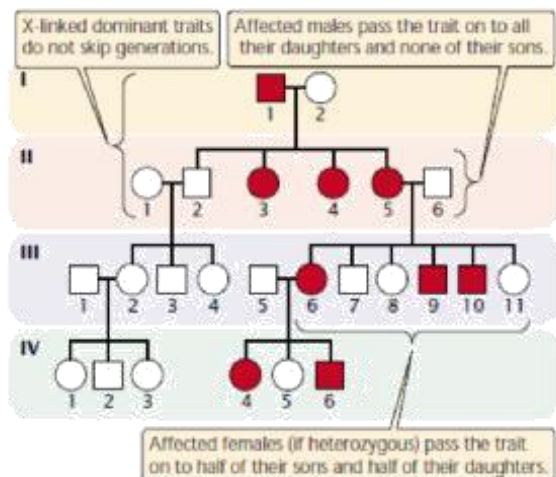 X-linked dominant traits
do not skip generations.
Affected males pass the trait on to all
their daughters and none of their sons.
I
1 2
II
1 2 3 4 5 6
III
1 2 3 4 5 6 7 8 9 10 11
IV
1 2 3 4 5 6
Affected females (if heterozygous) pass the trait
on to half of their sons and half of their daughters.